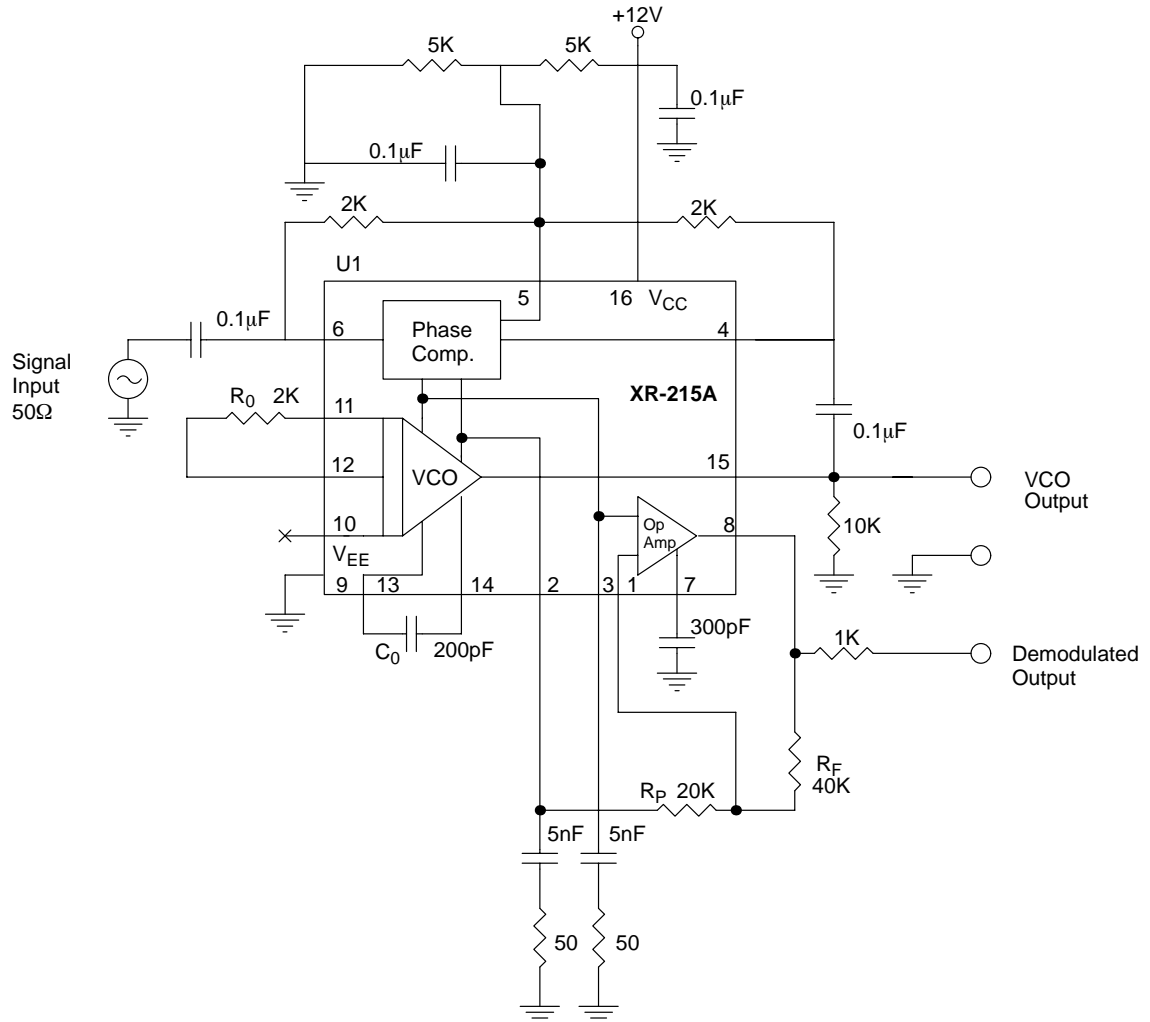 +12V
5K
5K
0.1μF
0.1μF
2K
2K
U1
5
16
V_CC
0.1μF
6
Phase
Comp.
4
Signal
Input
50Ω
XR-215A
R_0 2K
11
0.1μF
12
VCO
15
VCO
Output
10
Op
Amp
8
10K
V_EE
9
13
14
2
3
1
7
C_0
200pF
300pF
1K
Demodulated
Output
R_F
40K
R_P 20K
5nF
5nF
50
50